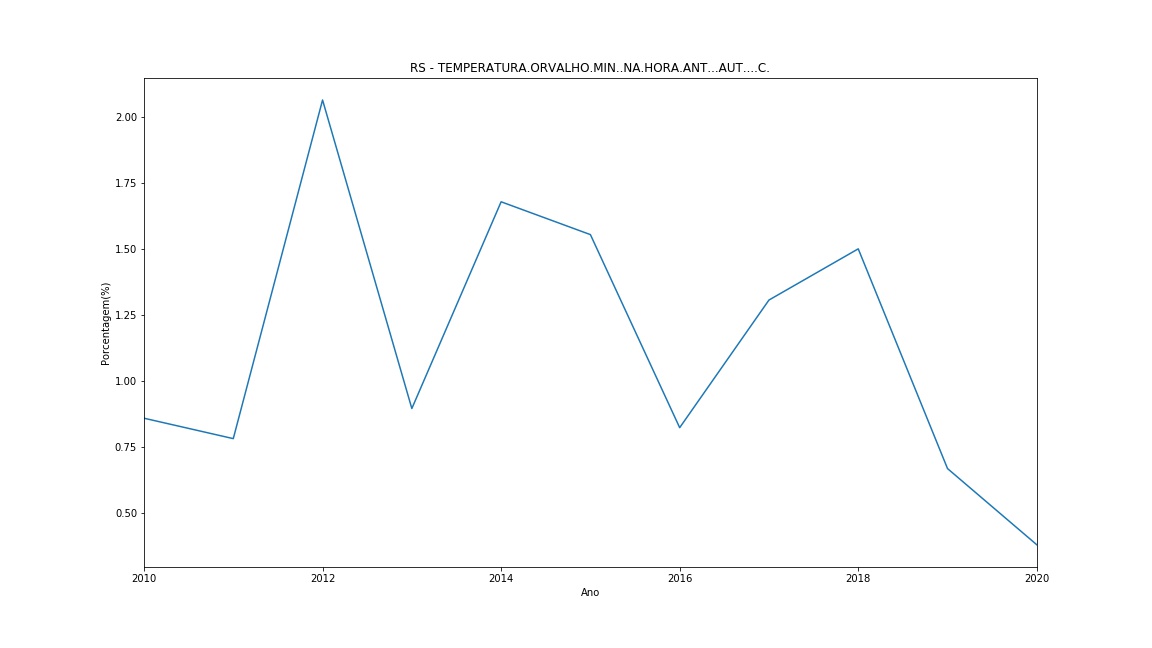 RS - TEMPERATURA.ORVALHO.MIN..NA.HORA.ANT...AUT....C.
2.00
1.75
1.50
1.25
1.00
0.75
0.50
Porcentagem(%)
2010 2012 2014 2016 2018 2020
Ano